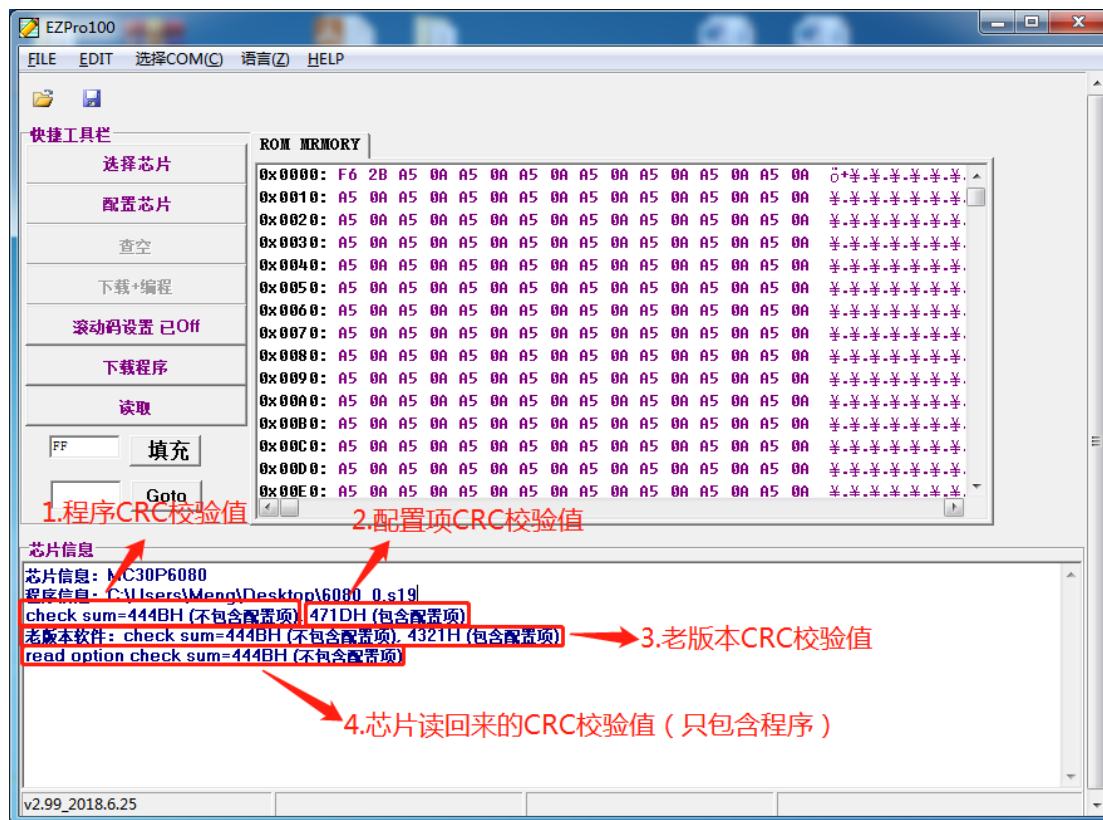 EZPro100
FILE EDIT 选择COM(C) 语言(Z) HELP
快捷工具栏
选择芯片
配置芯片
查空
下载+编程
滚动码设置 已Off
下载程序
读取
FF 填充
Goto
ROM MRMORY
0x0000: F6 2B A5 0A A5 0A A5 0A A5 0A A5 0A A5 0A A5 0A ö+¥.¥.¥.¥.¥.¥.
0x0010: A5 0A A5 0A A5 0A A5 0A A5 0A A5 0A A5 0A A5 0A ¥.¥.¥.¥.¥.¥.¥.
0x0020: A5 0A A5 0A A5 0A A5 0A A5 0A A5 0A A5 0A A5 0A ¥.¥.¥.¥.¥.¥.¥.
0x0030: A5 0A A5 0A A5 0A A5 0A A5 0A A5 0A A5 0A A5 0A ¥.¥.¥.¥.¥.¥.¥.
0x0040: A5 0A A5 0A A5 0A A5 0A A5 0A A5 0A A5 0A A5 0A ¥.¥.¥.¥.¥.¥.¥.
0x0050: A5 0A A5 0A A5 0A A5 0A A5 0A A5 0A A5 0A A5 0A ¥.¥.¥.¥.¥.¥.¥.
0x0060: A5 0A A5 0A A5 0A A5 0A A5 0A A5 0A A5 0A A5 0A ¥.¥.¥.¥.¥.¥.¥.
0x0070: A5 0A A5 0A A5 0A A5 0A A5 0A A5 0A A5 0A A5 0A ¥.¥.¥.¥.¥.¥.¥.
0x0080: A5 0A A5 0A A5 0A A5 0A A5 0A A5 0A A5 0A A5 0A ¥.¥.¥.¥.¥.¥.¥.
0x0090: A5 0A A5 0A A5 0A A5 0A A5 0A A5 0A A5 0A A5 0A ¥.¥.¥.¥.¥.¥.¥.
0x00A0: A5 0A A5 0A A5 0A A5 0A A5 0A A5 0A A5 0A A5 0A ¥.¥.¥.¥.¥.¥.¥.
0x00B0: A5 0A A5 0A A5 0A A5 0A A5 0A A5 0A A5 0A A5 0A ¥.¥.¥.¥.¥.¥.¥.
0x00C0: A5 0A A5 0A A5 0A A5 0A A5 0A A5 0A A5 0A A5 0A ¥.¥.¥.¥.¥.¥.¥.
0x00D0: A5 0A A5 0A A5 0A A5 0A A5 0A A5 0A A5 0A A5 0A ¥.¥.¥.¥.¥.¥.¥.
0x00E0: A5 0A A5 0A A5 0A A5 0A A5 0A A5 0A A5 0A A5 0A ¥.¥.¥.¥.¥.¥.¥.
1.程序CRC校验值
2.配置项CRC校验值
芯片信息
芯片信息：MC30P6080
程序信息：C:\Users\Meng\Desktop\6080_0.s19
check sum=444BH (不包含配置项), 471DH (包含配置项)
老版本软件：check sum=444BH (不包含配置项), 4321H (包含配置项)
3.老版本CRC校验值
read option check sum=444BH (不包含配置项)
4.芯片读回来的CRC校验值（只包含程序）
v2.99_2018.6.25